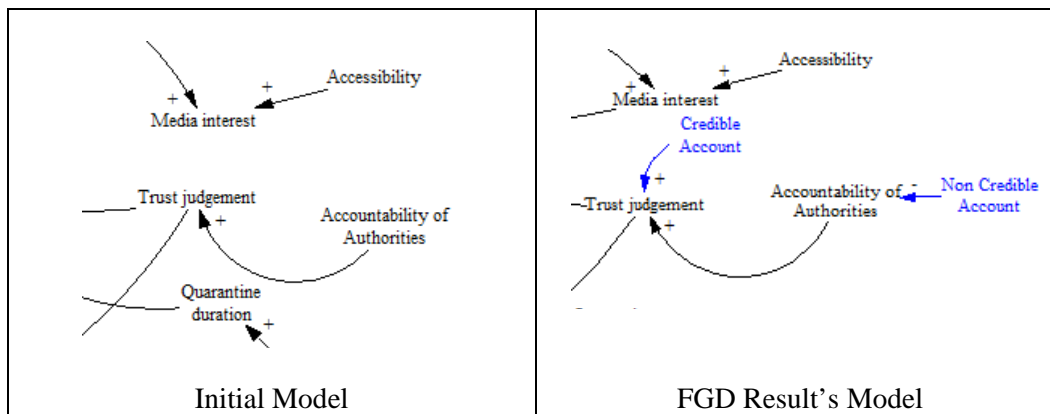 +
+
Accessibility
Media interest
Trust judgement
+
Accountability of
Authorities
Quarantine
duration
+
Initial Model
+
+
Accessibility
Media interest
Credible
Account
+
Trust judgement
+
Accountability of
Authorities
-
Non Credible
Account
FGD Result's Model